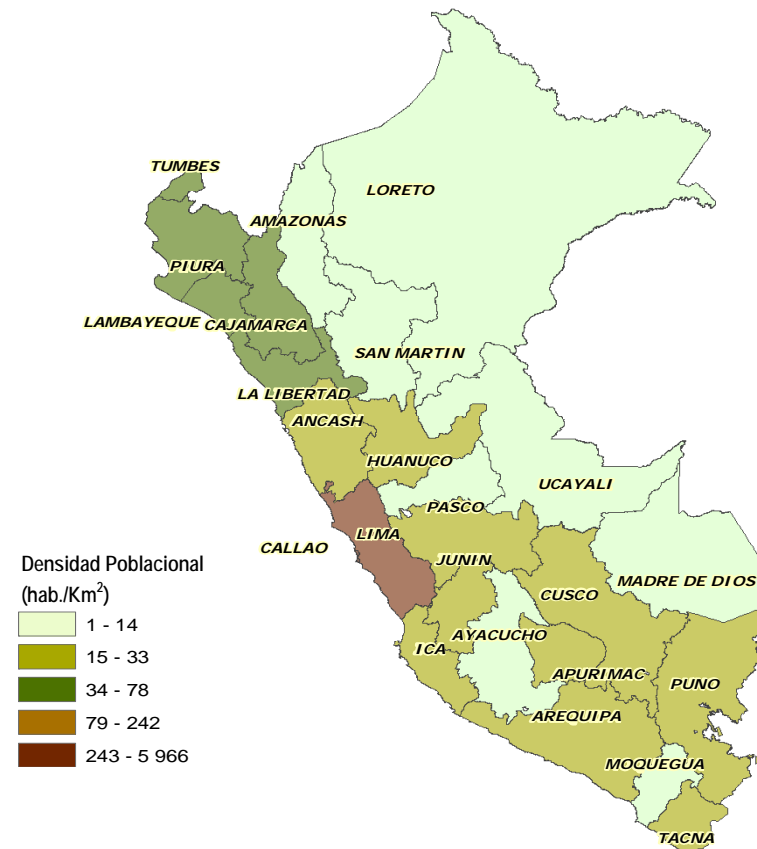 TUMBES
LORETO
AMAZONAS
PIURA
LAMBAYEQUE
CAJAMARCA
SAN MARTIN
LA LIBERTAD
ANCASH
HUANUCO
UCAYALI
PASCO
LIMA
CALLAO
JUNIN
MADRE DE DIOS
CUSCO
AYACUCHO
ICA
APURIMAC
PUNO
AREQUIPA
MOQUEGUA
TACNA
Densidad Poblacional
(hab./Km²)
1 - 14
15 - 33
34 - 78
79 - 242
243 - 5 966